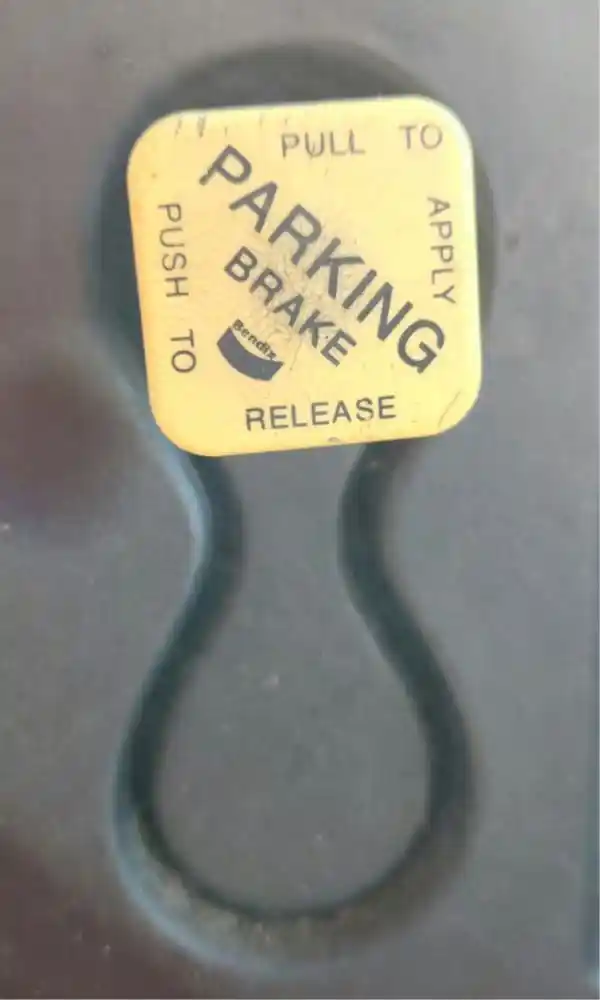 PULL TO
APPLY
PARKING
BRAKE
Bendix
PUSH TO
RELEASE